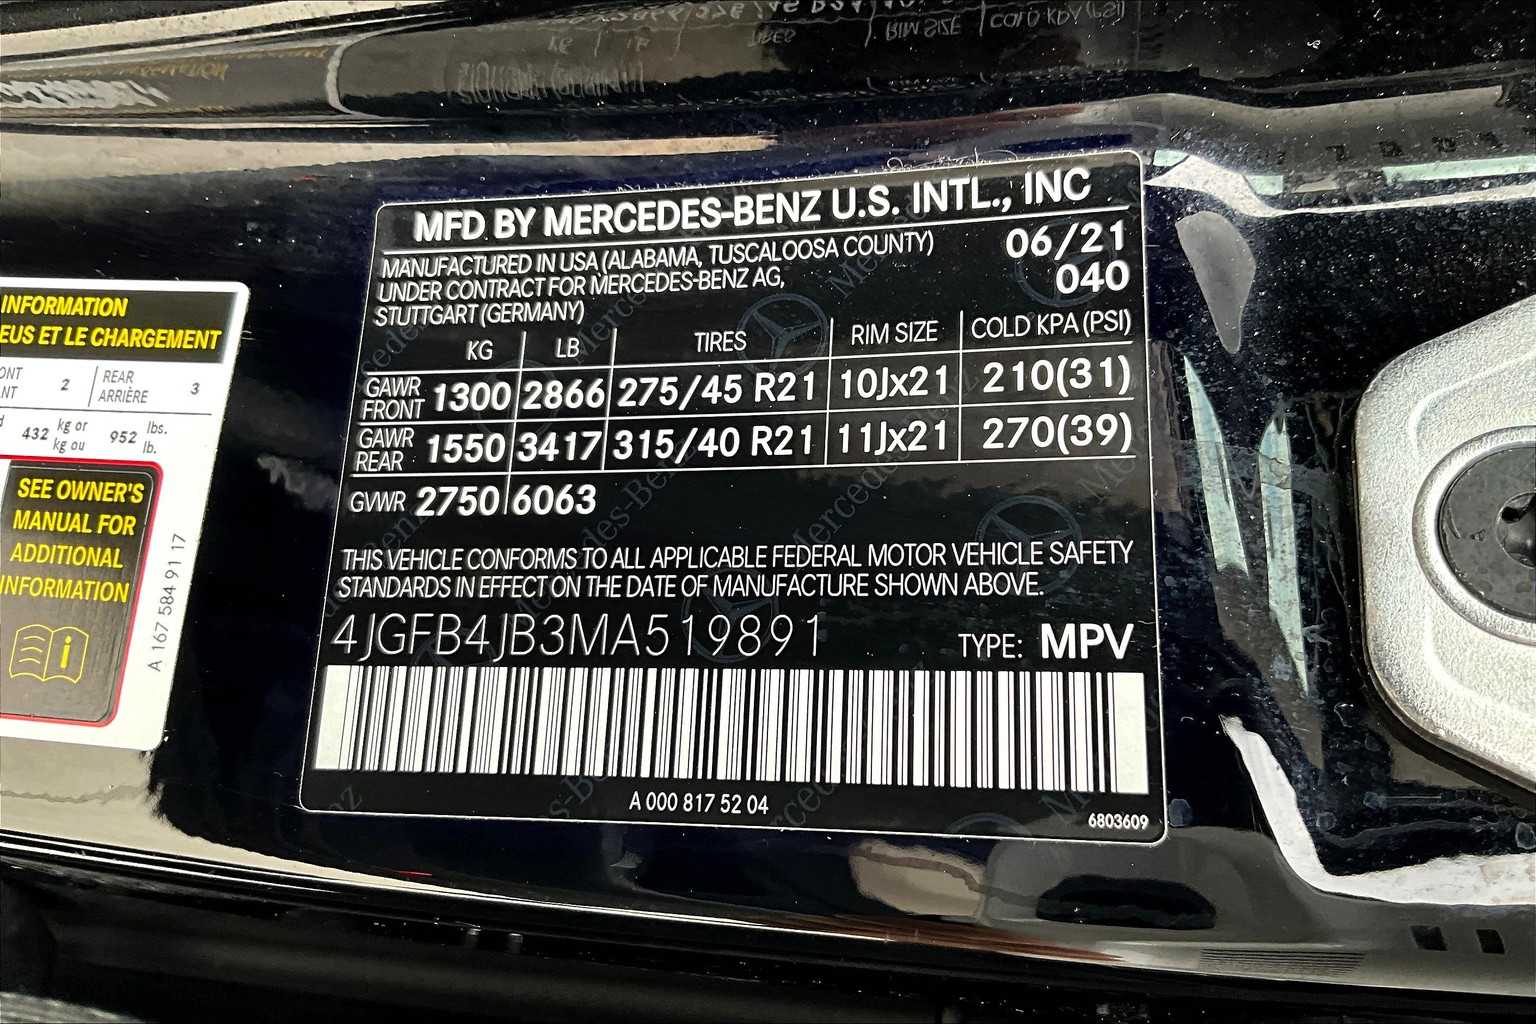 MFD BY MERCEDES-BENZ U.S. INTL., INC
MANUFACTURED IN USA (ALABAMA, TUSCALOOSA COUNTY) 06/21
UNDER CONTRACT FOR MERCEDES-BENZ AG, 040
STUTTGART (GERMANY)
KG LB TIRES RIM SIZE COLD KPA (PSI)
GAWR FRONT 1300 2866 275/45 R21 10Jx21 210(31)
GAWR REAR 1550 3417 315/40 R21 11Jx21 270(39)
GVWR 2750 6063
THIS VEHICLE CONFORMS TO ALL APPLICABLE FEDERAL MOTOR VEHICLE SAFETY
STANDARDS IN EFFECT ON THE DATE OF MANUFACTURE SHOWN ABOVE.
4JGFB4JB3MA519891 TYPE: MPV
A 000 817 52 04
6803609
INFORMATION
ET LE CHARGEMENT
2 REAR ARRIÈRE 3
432 kg or kg ou 952 lbs. lb.
SEE OWNER'S
MANUAL FOR
ADDITIONAL
INFORMATION
A 167 584 91 17